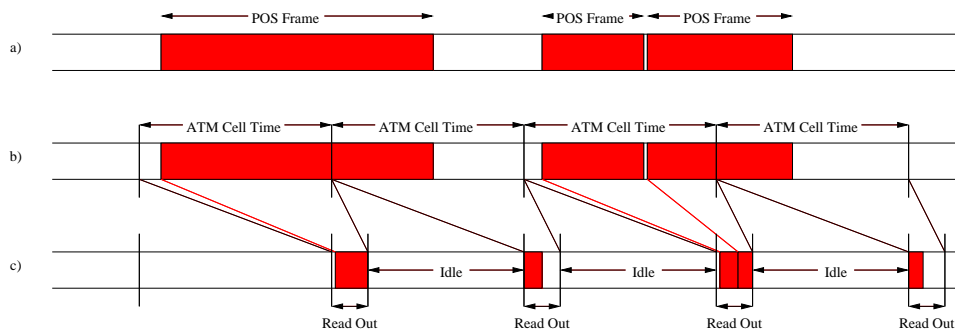 POS Frame POS Frame POS Frame
a)
ATM Cell Time ATM Cell Time ATM Cell Time ATM Cell Time
b)
c) Idle Idle Idle
Read Out Read Out Read Out Read Out